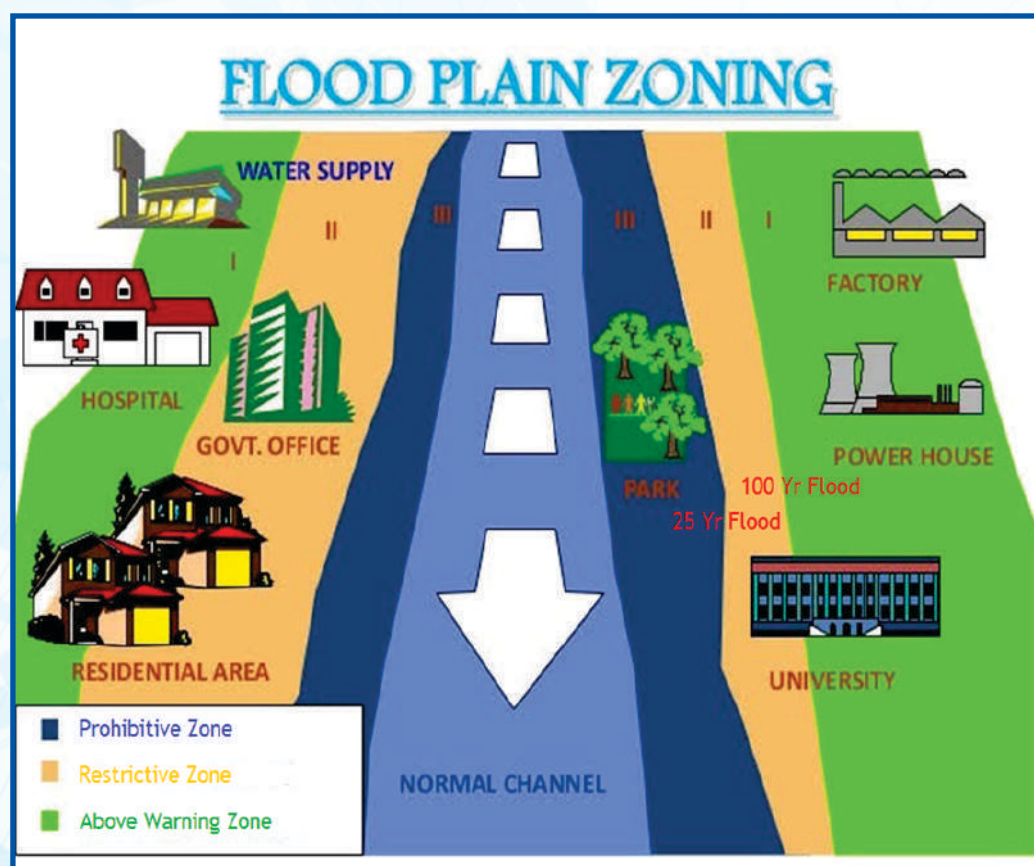 FLOOD PLAIN ZONING
WATER SUPPLY
III
III
II
II
I
I
FACTORY
HOSPITAL
GOVT. OFFICE
POWER HOUSE
PARK
100 Yr Flood
25 Yr Flood
RESIDENTIAL AREA
UNIVERSITY
Prohibitive Zone
Restrictive Zone
Above Warning Zone
NORMAL CHANNEL